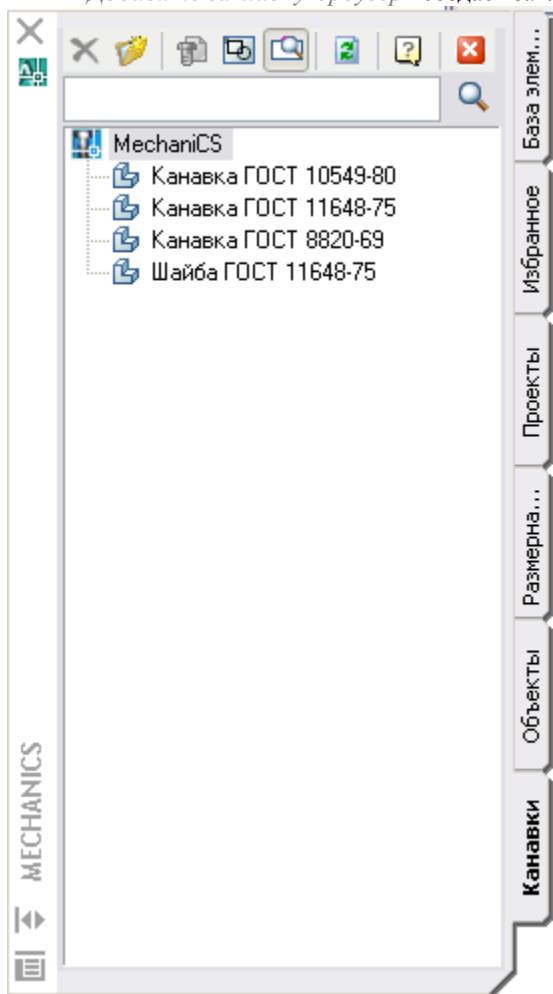 MechaniCS
Канавка ГОСТ 10549-80
Канавка ГОСТ 11648-75
Канавка ГОСТ 8820-69
Шайба ГОСТ 11648-75
База элем...
Избранное
Проекты
Размерна...
Объекты
Канавки
MECHANICS